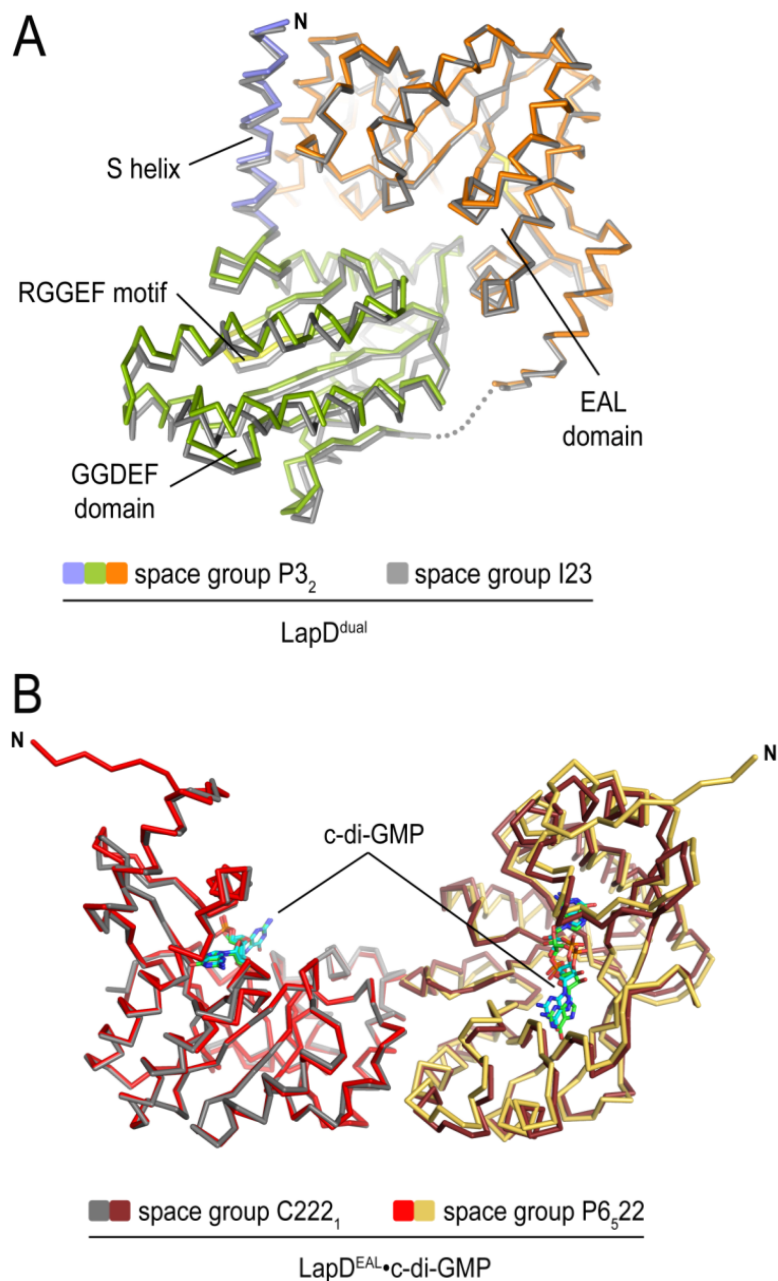 A
N
S helix
RGGEF motif
EAL
domain
GGDEF
domain
space group P3₂ space group I23
LapD^dual
B
N
N
c-di-GMP
space group C222₁ space group P6₅22
LapD^EAL•c-di-GMP